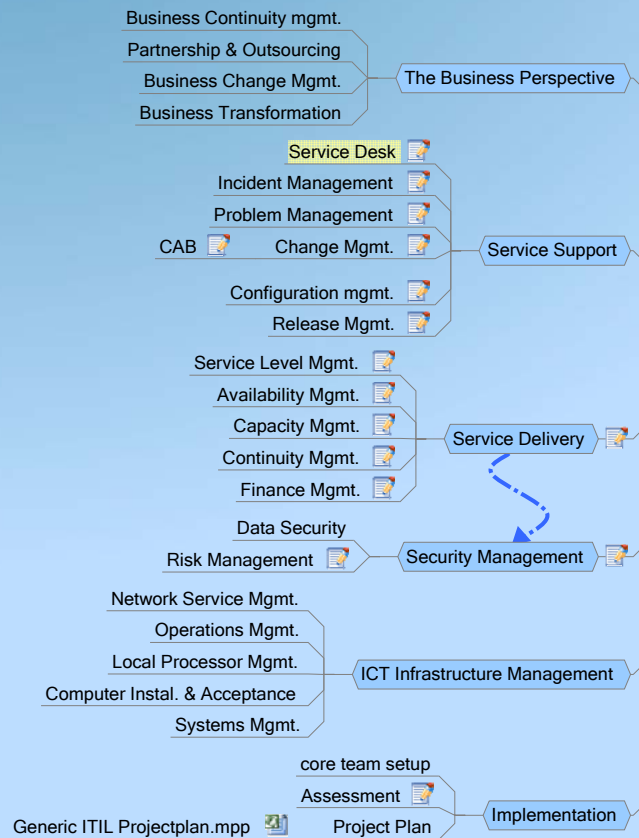 Business Continuity mgmt.
Partnership & Outsourcing
Business Change Mgmt.
Business Transformation
The Business Perspective
Service Desk
Incident Management
Problem Management
CAB
Change Mgmt.
Configuration mgmt.
Release Mgmt.
Service Support
Service Level Mgmt.
Availability Mgmt.
Capacity Mgmt.
Continuity Mgmt.
Finance Mgmt.
Service Delivery
Data Security
Risk Management
Security Management
Network Service Mgmt.
Operations Mgmt.
Local Processor Mgmt.
Computer Instal. & Acceptance
Systems Mgmt.
ICT Infrastructure Management
core team setup
Assessment
Generic ITIL Projectplan.mpp
Project Plan
Implementation